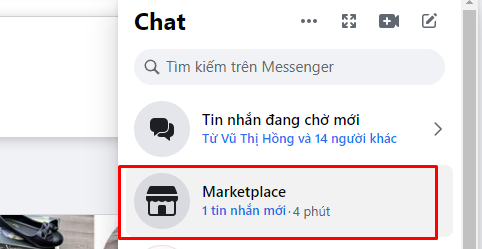 Chat
Tìm kiếm trên Messenger
Tin nhắn đang chờ mới
Từ Vũ Thị Hồng và 14 người khác
Marketplace
1 tin nhắn mới · 4 phút